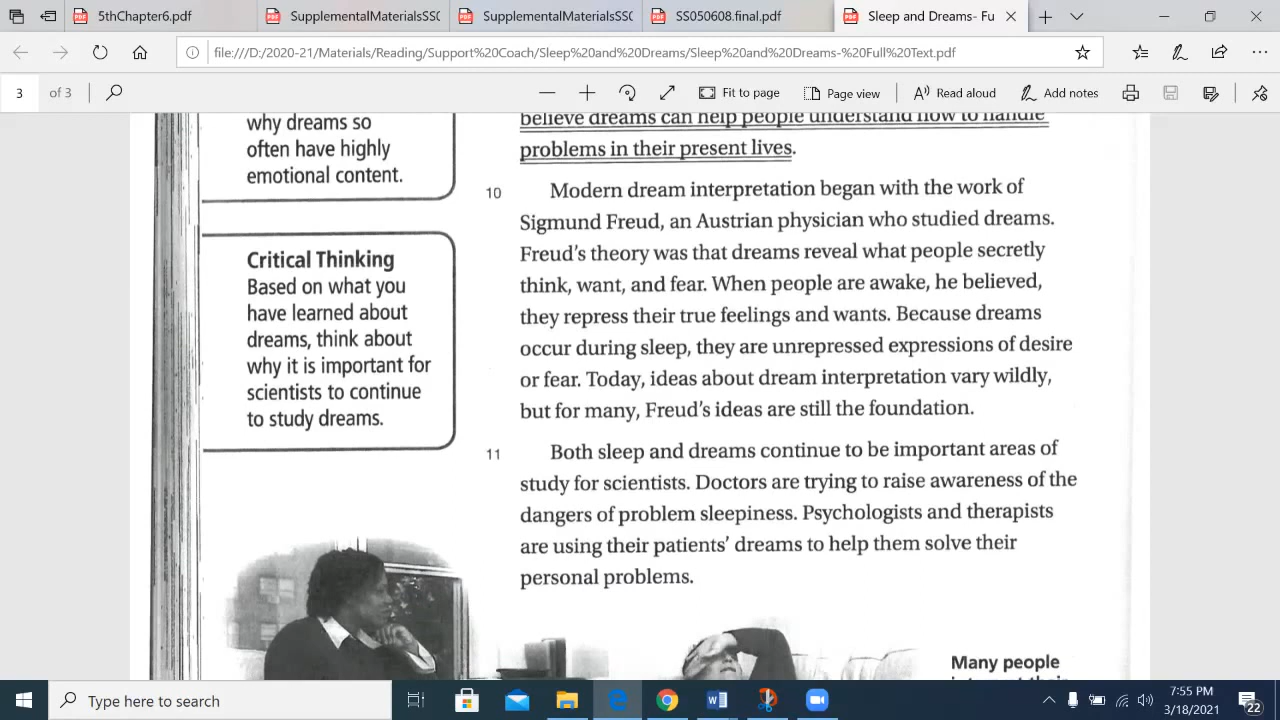 5thChapter6.pdf
SupplementalMaterialsSSC
SupplementalMaterialsSSC
SS050608.final.pdf
Sleep and Dreams- Fu
file:///D:/2020-21/Materials/Reading/Support%20Coach/Sleep%20and%20Dreams/Sleep%20and%20Dreams-%20Full%20Text.pdf
3 of 3
Fit to page
Page view
Read aloud
Add notes
why dreams so
often have highly
emotional content.
Critical Thinking
Based on what you
have learned about
dreams, think about
why it is important for
scientists to continue
to study dreams.
believe dreams can help people understand how to handle
problems in their present lives.
10 Modern dream interpretation began with the work of
Sigmund Freud, an Austrian physician who studied dreams.
Freud's theory was that dreams reveal what people secretly
think, want, and fear. When people are awake, he believed,
they repress their true feelings and wants. Because dreams
occur during sleep, they are unrepressed expressions of desire
or fear. Today, ideas about dream interpretation vary wildly,
but for many, Freud's ideas are still the foundation.
11 Both sleep and dreams continue to be important areas of
study for scientists. Doctors are trying to raise awareness of the
dangers of problem sleepiness. Psychologists and therapists
are using their patients' dreams to help them solve their
personal problems.
Many people
Type here to search
7:55 PM
3/18/2021
22